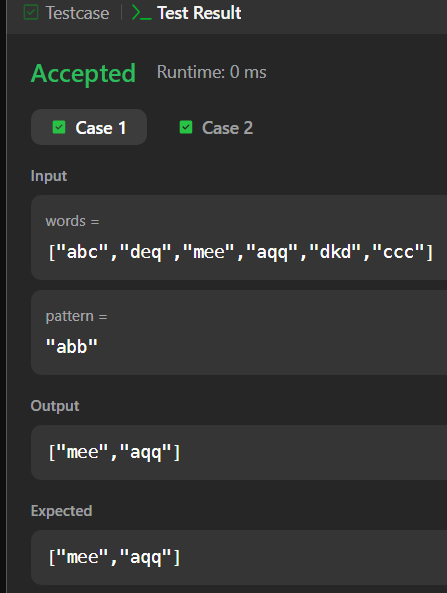 Testcase | >_ Test Result
Accepted Runtime: 0 ms
Case 1 Case 2
Input
words =
["abc","deq","mee","aqq","dkd","ccc"]
pattern =
"abb"
Output
["mee","aqq"]
Expected
["mee","aqq"]